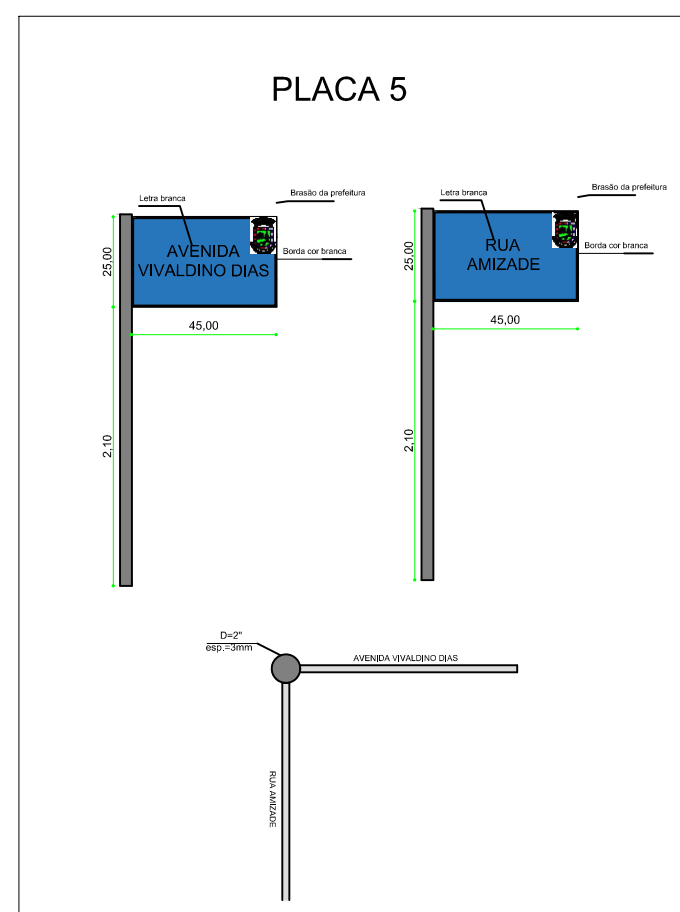 PLACA 5
Letra branca
Brasão da prefeitura
AVENIDA
VIVALDINO DIAS
Borda cor branca
25,00
45,00
2,10
Letra branca
Brasão da prefeitura
RUA
AMIZADE
Borda cor branca
25,00
45,00
2,10
D=2"
esp.=3mm
AVENIDA VIVALDINO DIAS
RUA AMIZADE